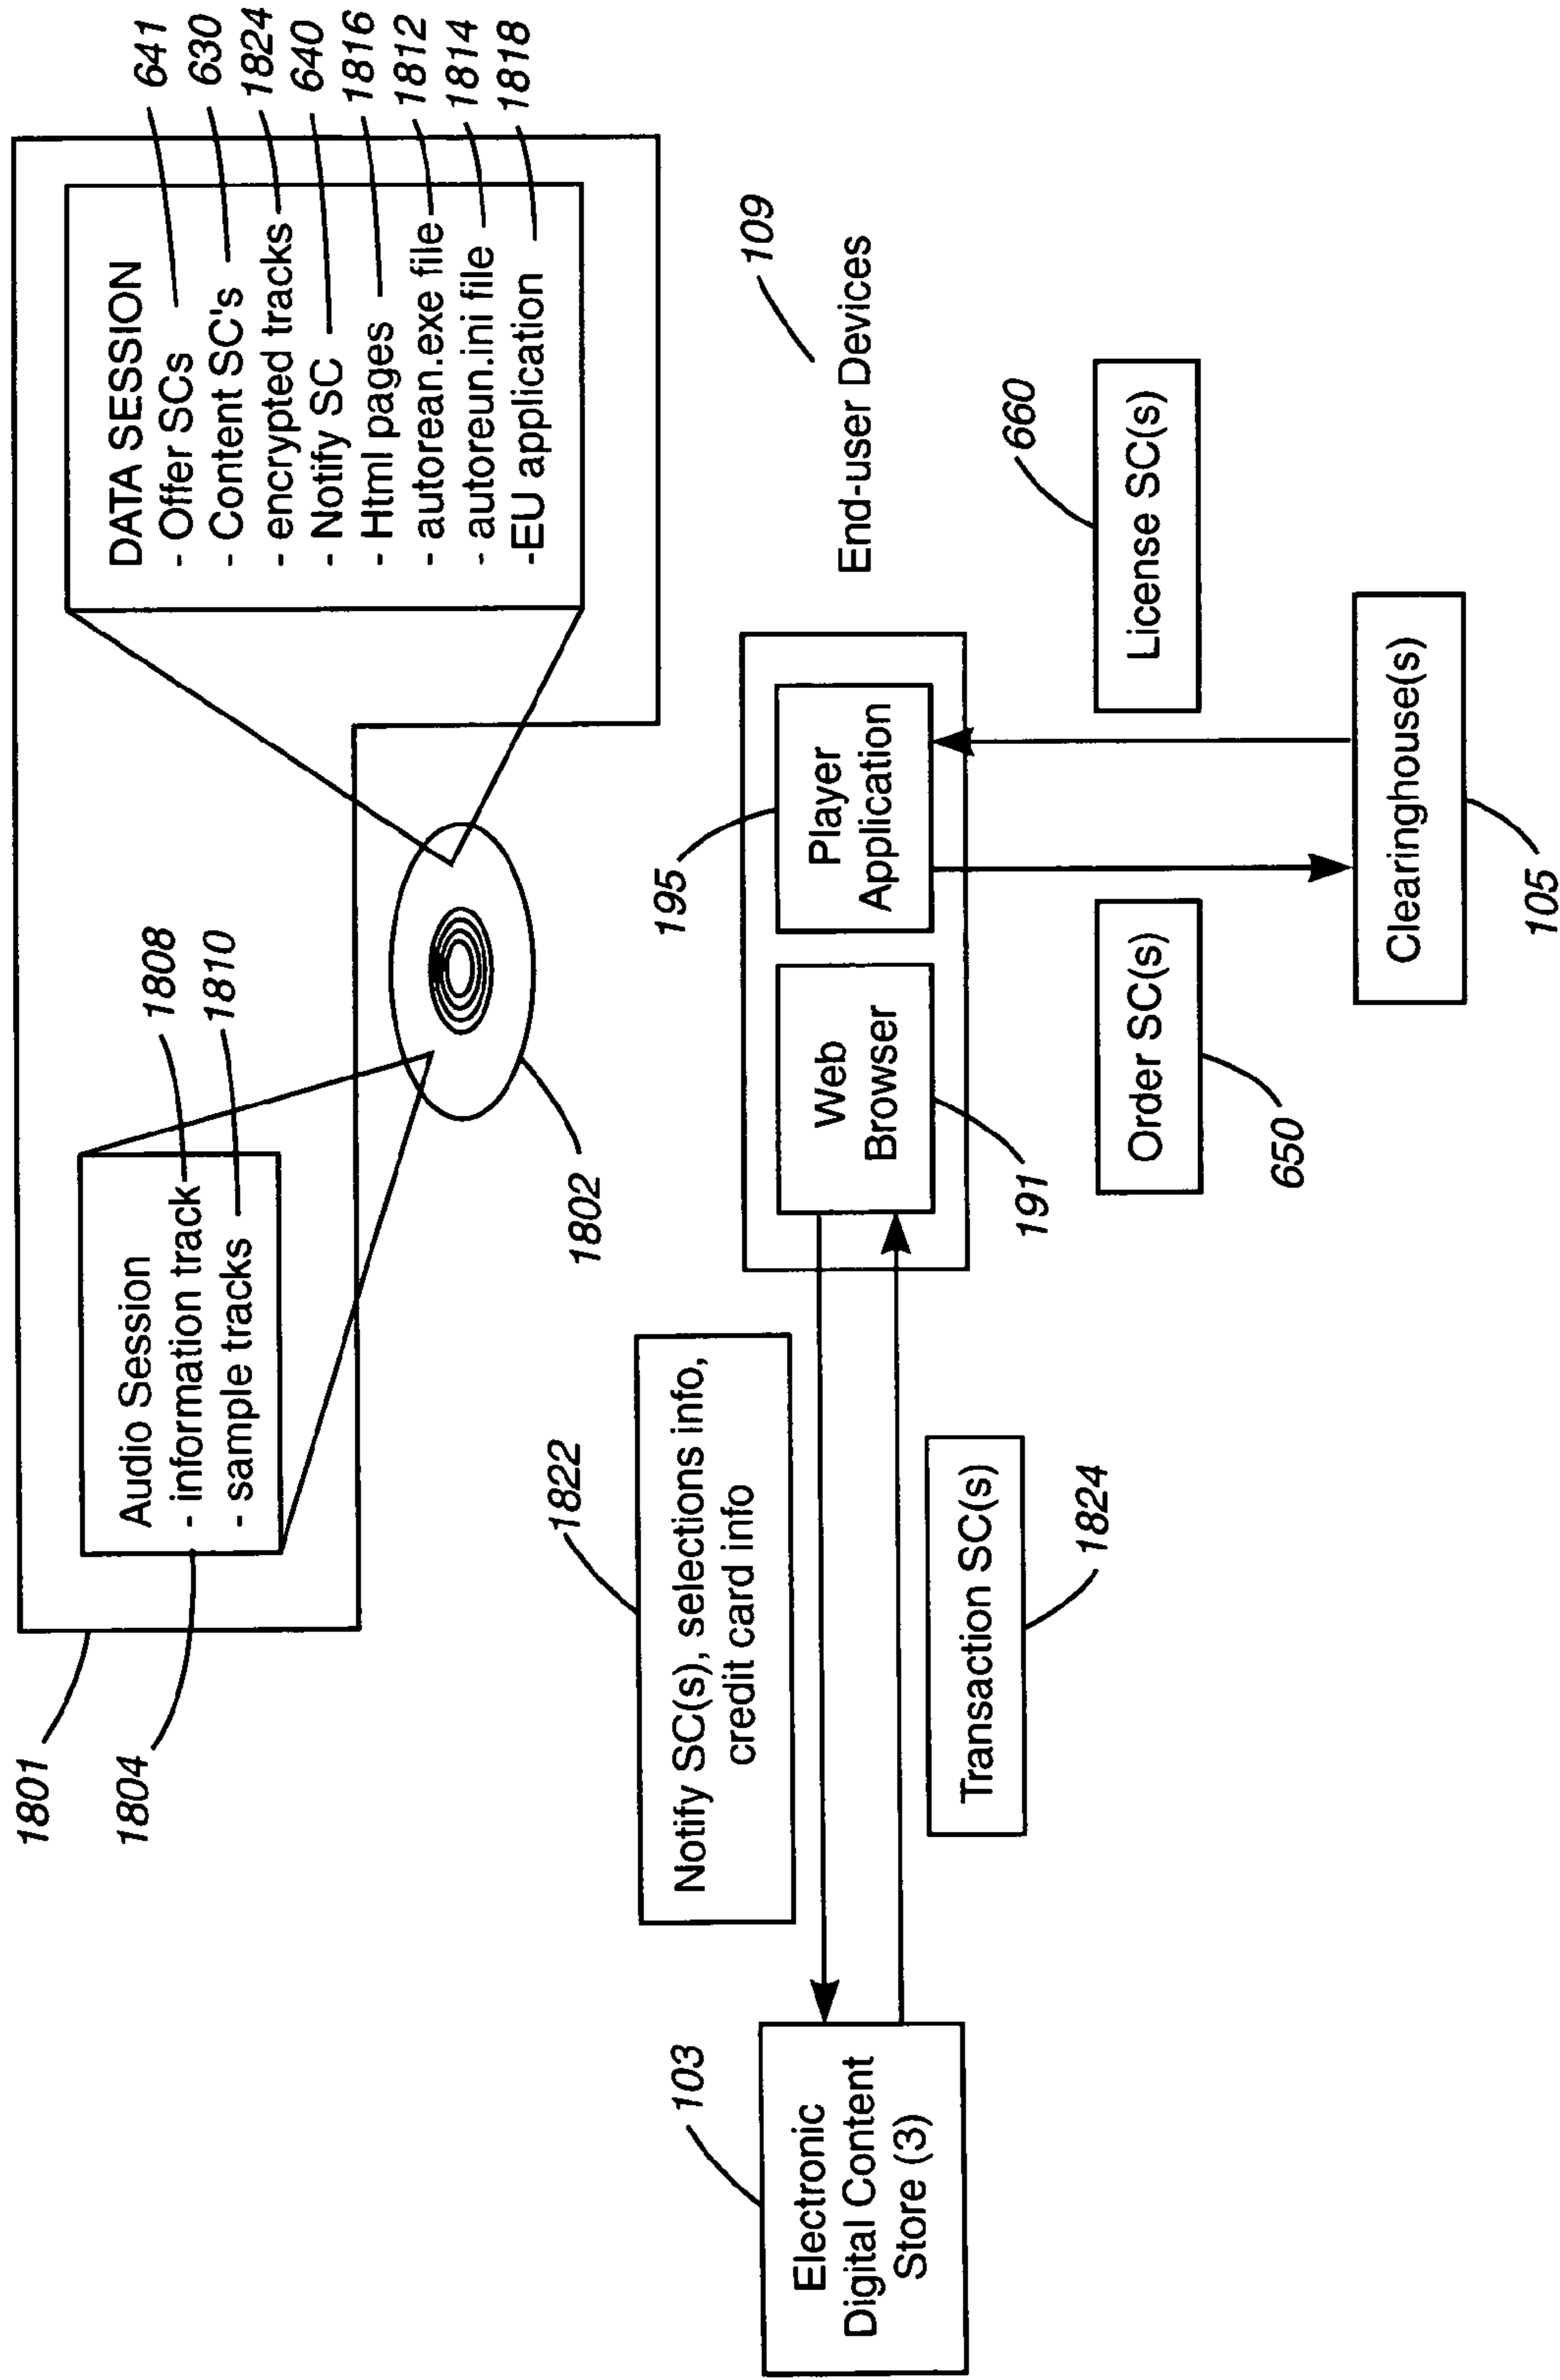 1801
1804
Audio Session
- information track
- sample tracks
1808
1810
1802
DATA SESSION
- Offer SCs
- Content SC's
- encrypted tracks
- Notify SC
- Html pages
- autorean.exe file
- autoreun.ini file
-EU application
641
630
1824
640
1816
1812
1814
1818
103
Electronic
Digital Content
Store (3)
1822
Notify SC(s), selections info,
credit card info
Transaction SC(s)
1824
Web
Browser
191
195
Player
Application
109
End-user Devices
Order SC(s)
650
660
License SC(s)
Clearinghouse(s)
105